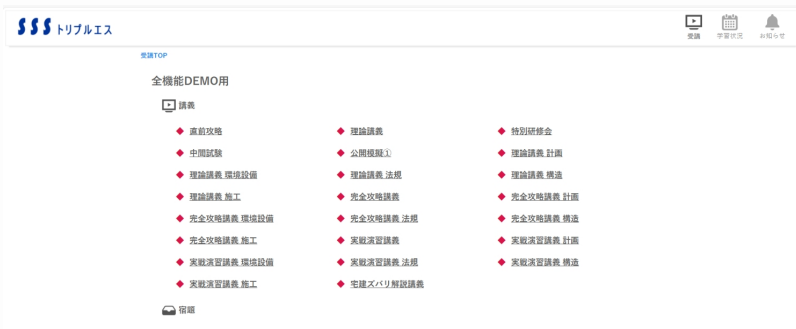 SSS トリプルエス
受講 学習状況 お知らせ
受講TOP
全機能DEMO用
講義
直前攻略 理論講義 特別研修会
中間試験 公開模擬① 理論講義 計画
理論講義 環境設備 理論講義 法規 理論講義 構造
理論講義 施工 完全攻略講義 完全攻略講義 計画
完全攻略講義 環境設備 完全攻略講義 法規 完全攻略講義 構造
完全攻略講義 施工 実戦演習講義 実戦演習講義 計画
実戦演習講義 環境設備 実戦演習講義 法規 実戦演習講義 構造
実戦演習講義 施工 宅建ズバリ解説講義
宿題